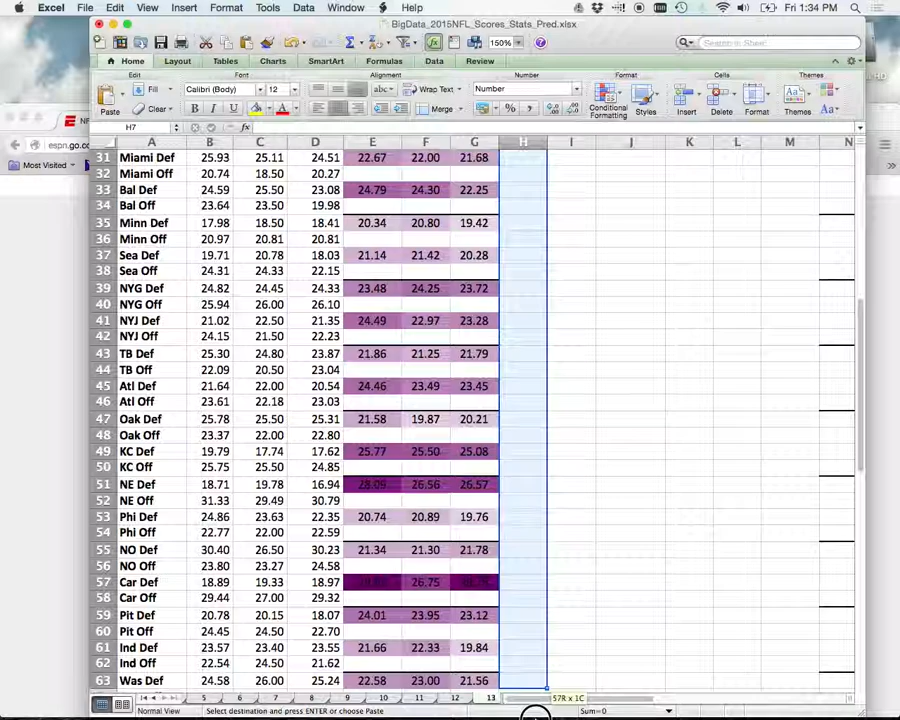 Excel File Edit View Insert Format Tools Data Window Help Fri 1:34 PM
BigData_2015NFL_Scores_Stats_Pred.xlsx
150% Search in Sheet
Home Layout Tables Charts SmartArt Formulas Data Review
Edit Font Alignment Number Format Cells Themes
Fill Calibri (Body) 12 abc Wrap Text Number
Paste Clear B I U A Merge % Conditional Formatting Styles Insert Delete Format Themes Aa
H7 fx
espn.go.c
Most Visited
A B C D E F G H I J K L M N
31 Miami Def 25.93 25.11 24.51 22.67 22.00 21.68
32 Miami Off 20.74 18.50 20.27
33 Bal Def 24.59 25.50 23.08 24.79 24.30 22.25
34 Bal Off 23.64 23.50 19.98
35 Minn Def 17.98 18.50 18.41 20.34 20.80 19.42
36 Minn Off 20.97 20.81 20.81
37 Sea Def 19.71 20.78 18.03 21.14 21.42 20.28
38 Sea Off 24.31 24.33 22.15
39 NYG Def 24.82 24.45 24.33 23.48 24.25 23.72
40 NYG Off 25.94 26.00 26.10
41 NYJ Def 21.02 22.50 21.35 24.49 22.97 23.28
42 NYJ Off 24.15 21.50 22.23
43 TB Def 25.30 24.80 23.87 21.86 21.25 21.79
44 TB Off 22.09 20.50 23.04
45 Atl Def 21.64 22.00 20.54 24.46 23.49 23.45
46 Atl Off 23.61 22.18 23.03
47 Oak Def 25.78 25.50 25.31 21.58 19.87 20.21
48 Oak Off 23.37 22.00 22.80
49 KC Def 19.79 17.74 17.62 25.77 25.50 25.08
50 KC Off 25.75 25.50 24.85
51 NE Def 18.71 19.78 16.94 28.09 26.56 26.57
52 NE Off 31.33 29.49 30.79
53 Phi Def 24.86 23.63 22.35 20.74 20.89 19.76
54 Phi Off 22.77 22.00 22.59
55 NO Def 30.40 26.50 30.23 21.34 21.30 21.78
56 NO Off 23.80 23.27 24.58
57 Car Def 18.89 19.33 18.97 26.75
58 Car Off 29.44 27.00 29.32
59 Pit Def 20.78 20.15 18.07 24.01 23.95 23.12
60 Pit Off 24.45 24.50 22.70
61 Ind Def 23.57 23.40 23.55 21.66 22.33 19.84
62 Ind Off 22.54 24.50 21.62
63 Was Def 24.58 26.00 25.24 22.58 23.00 21.56
5 6 7 8 9 10 11 12 13 57R x 1C
Normal View Select destination and press ENTER or choose Paste Sum=0